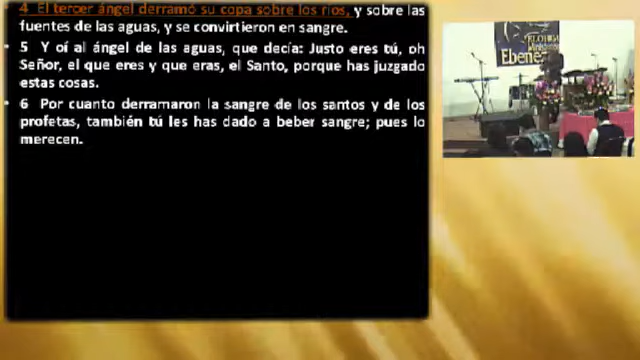 4 El tercer ángel derramó su copa sobre los ríos, y sobre las
fuentes de las aguas, y se convirtieron en sangre.
• 5 Y oí al ángel de las aguas, que decía: Justo eres tú, oh
Señor, el que eres y que eras, el Santo, porque has juzgado
estas cosas.
• 6 Por cuanto derramaron la sangre de los santos y de los
profetas, también tú les has dado a beber sangre; pues lo
merecen.
Ebenezer